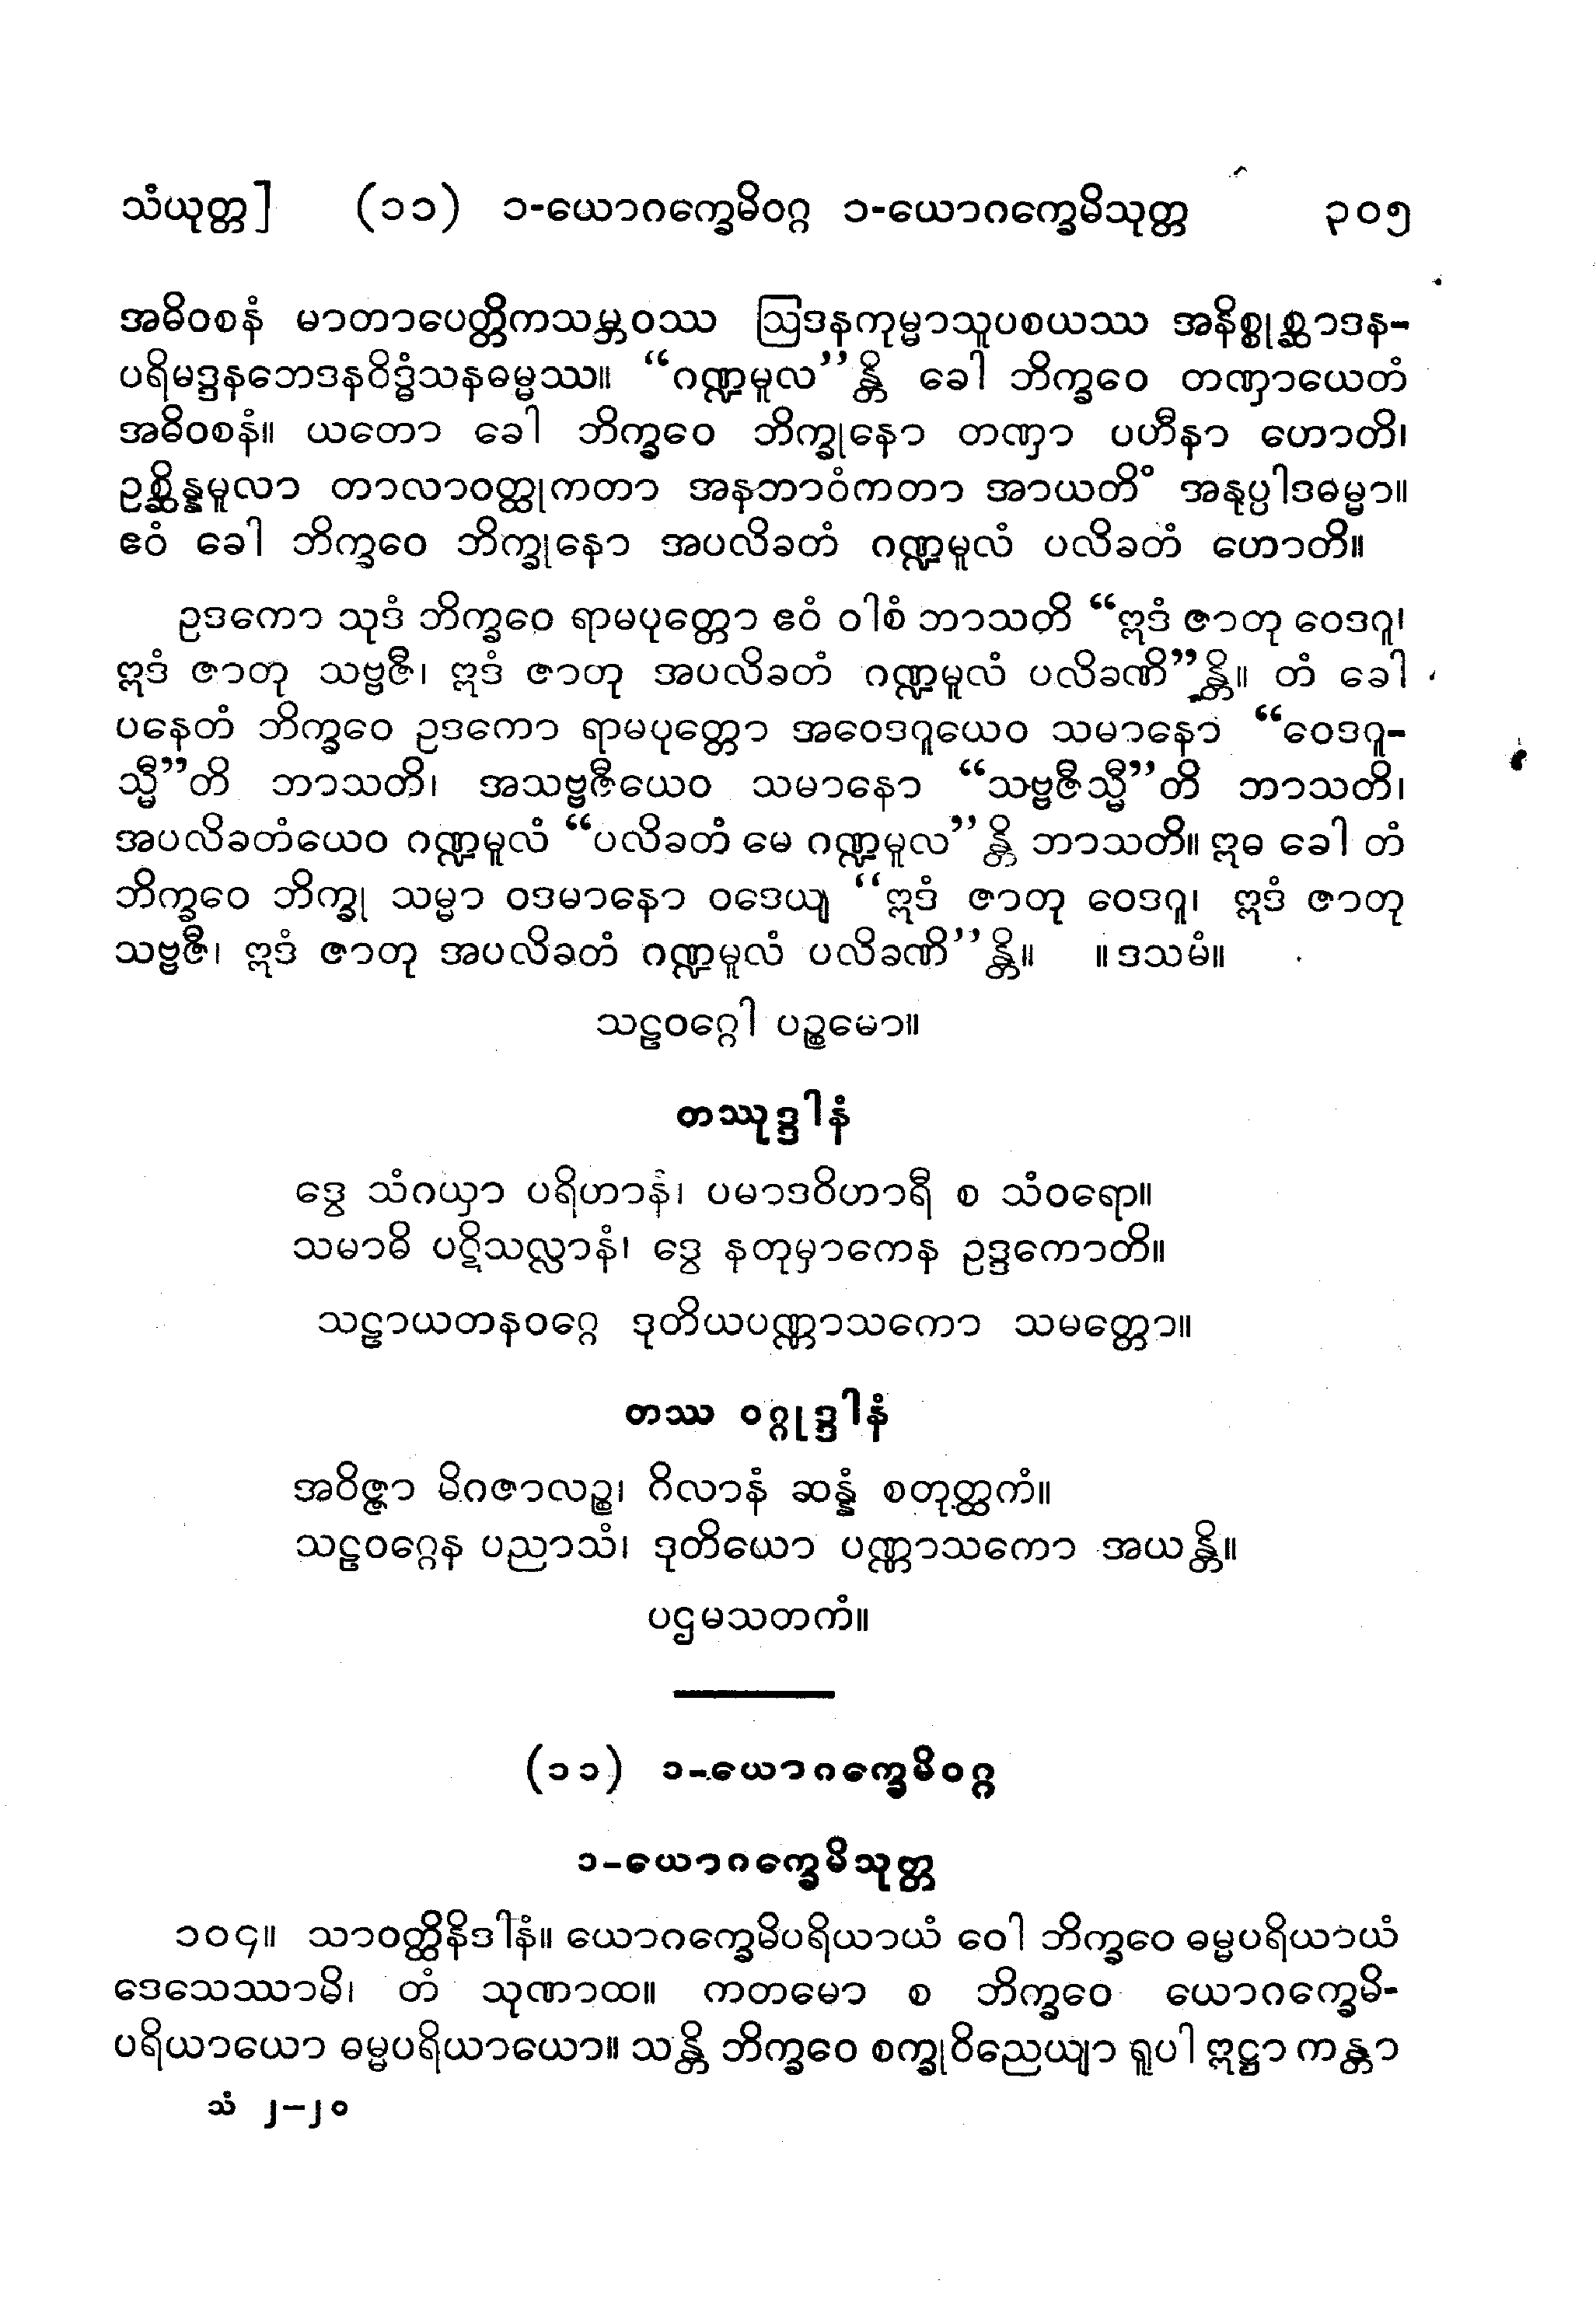 သံယုတ္တ] (၁၁) ၁-ယောဂက္ခေမိဝဂ္ဂ ၁-ယောဂက္ခေမိသုတ္တ ၃၀၅
အဓိဝစနံ မာတာပေတ္တိကသမ္ဘဝဿ ဩဒနကုမ္မာသူပစယဿ အနိစ္စုစ္ဆာဒန-
ပရိမဒ္ဒနဘေဒနဝိဒ္ဓံသနဓမ္မဿ။ “ဂဏ္ဍမူလ”န္တိ ခေါ ဘိက္ခဝေ တဏှာယေတံ
အဓိဝစနံ။ ယတော ခေါ ဘိက္ခဝေ ဘိက္ခုနော တဏှာ ပဟီနာ ဟောတိ၊
ဥစ္ဆိန္နမူလာ တာလာဝတ္ထုကတာ အနဘာဝံကတာ အာယတိံ အနုပ္ပါဒဓမ္မာ။
ဧဝံ ခေါ ဘိက္ခဝေ ဘိက္ခုနော အပလိခတံ ဂဏ္ဍမူလံ ပလိခတံ ဟောတိ။
ဥဒကော သုဒံ ဘိက္ခဝေ ရာမပုတ္တော ဧဝံ ဝါစံ ဘာသတိ “ဣဒံ ဇာတု ဝေဒဂူ၊
ဣဒံ ဇာတု သဗ္ဗဇီ၊ ဣဒံ ဇာတု အပလိခတံ ဂဏ္ဍမူလံ ပလိခဏိ”န္တိ။ တံ ခေါ
ပနေတံ ဘိက္ခဝေ ဥဒကော ရာမပုတ္တော အဝေဒဂူယေဝ သမာနော “ဝေဒဂူ-
သ္မီ”တိ ဘာသတိ၊ အသဗ္ဗဇီယေဝ သမာနော “သဗ္ဗဇီသ္မီ”တိ ဘာသတိ၊
အပလိခတံယေဝ ဂဏ္ဍမူလံ “ပလိခတံ မေ ဂဏ္ဍမူလ”န္တိ ဘာသတိ။ ဣဓ ခေါ တံ
ဘိက္ခဝေ ဘိက္ခု သမ္မာ ဝဒမာနော ဝဒေယျ “ဣဒံ ဇာတု ဝေဒဂူ၊ ဣဒံ ဇာတု
သဗ္ဗဇီ၊ ဣဒံ ဇာတု အပလိခတံ ဂဏ္ဍမူလံ ပလိခဏိ”န္တိ။ ။ဒသမံ။
သဠဝဂ္ဂေါ ပဉ္စမော။
တဿုဒ္ဒါနံ
ဒွေ သံဂယှာ ပရိဟာနံ၊ ပမာဒဝိဟာရီ စ သံဝရော။
သမာဓိ ပဋိသလ္လာနံ၊ ဒွေ နတုမှာကေန ဥဒ္ဒကောတိ။
သဠာယတနဝဂ္ဂေ ဒုတိယပဏ္ဏာသကော သမတ္တော။
တဿ ဝဂ္ဂုဒ္ဒါနံ
အဝိဇ္ဇာ မိဂဇာလဉ္စ၊ ဂိလာနံ ဆန္နံ စတုတ္ထကံ။
သဠဝဂ္ဂေန ပညာသံ၊ ဒုတိယော ပဏ္ဏာသကော အယန္တိ။
ပဌမသတကံ။
(၁၁) ၁-ယောဂက္ခေမိဝဂ္ဂ
၁-ယောဂက္ခေမိသုတ္တ
၁၀၄။ သာဝတ္ထိနိဒါနံ။ ယောဂက္ခေမိပရိယာယံ ဝေါ ဘိက္ခဝေ ဓမ္မပရိယာယံ
ဒေသေဿာမိ၊ တံ သုဏာထ။ ကတမော စ ဘိက္ခဝေ ယောဂက္ခေမိ-
ပရိယာယော ဓမ္မပရိယာယော။ သန္တိ ဘိက္ခဝေ စက္ခုဝိညေယျာ ရူပါ ဣဋ္ဌာ ကန္တာ
သံ ၂-၂၀